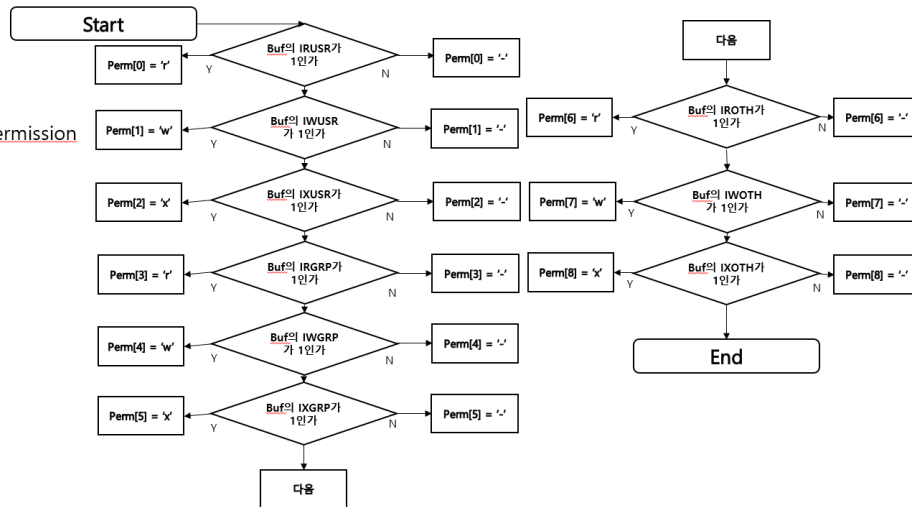 Start
Buf의 IRUSR가
1인가
Perm[0] = 'r'
Y
N
Perm[0] = '-'
ermission
Buf의 IWUSR
가 1인가
Perm[1] = 'w'
Y
N
Perm[1] = '-'
Buf의 IXUSR가
1인가
Perm[2] = 'x'
Y
N
Perm[2] = '-'
Buf의 IRGRP가
1인가
Perm[3] = 'r'
Y
N
Perm[3] = '-'
Buf의 IWGRP
가 1인가
Perm[4] = 'w'
Y
N
Perm[4] = '-'
Buf의 IXGRP가
1인가
Perm[5] = 'x'
Y
N
Perm[5] = '-'
다음
다음
Buf의 IROTH가
1인가
Perm[6] = 'r'
Y
N
Perm[6] = '-'
Buf의 IWOTH
가 1인가
Perm[7] = 'w'
Y
N
Perm[7] = '-'
Buf의 IXOTH가
1인가
Perm[8] = 'x'
Y
N
Perm[8] = '-'
End